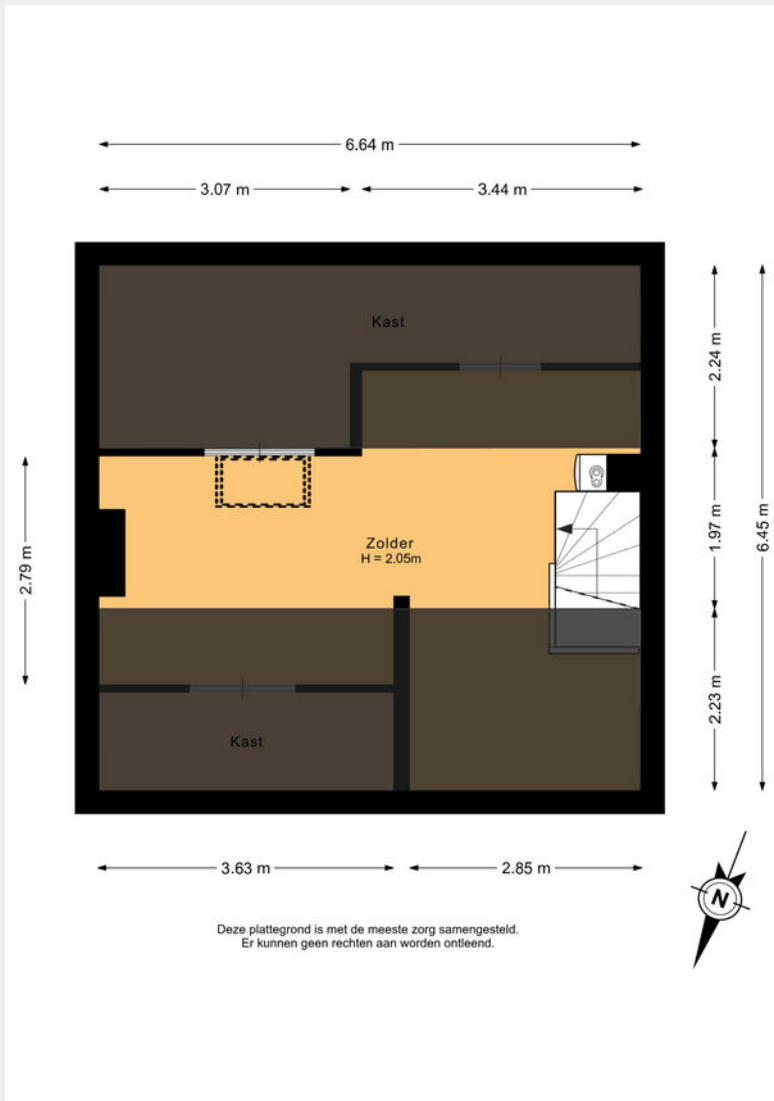 6.64 m
3.07 m
3.44 m
Kast
2.24 m
2.79 m
Zolder
H = 2.05m
1.97 m
6.45 m
Kast
2.23 m
3.63 m
2.85 m
N
Deze plattegrond is met de meeste zorg samengesteld.
Er kunnen geen rechten aan worden ontleend.